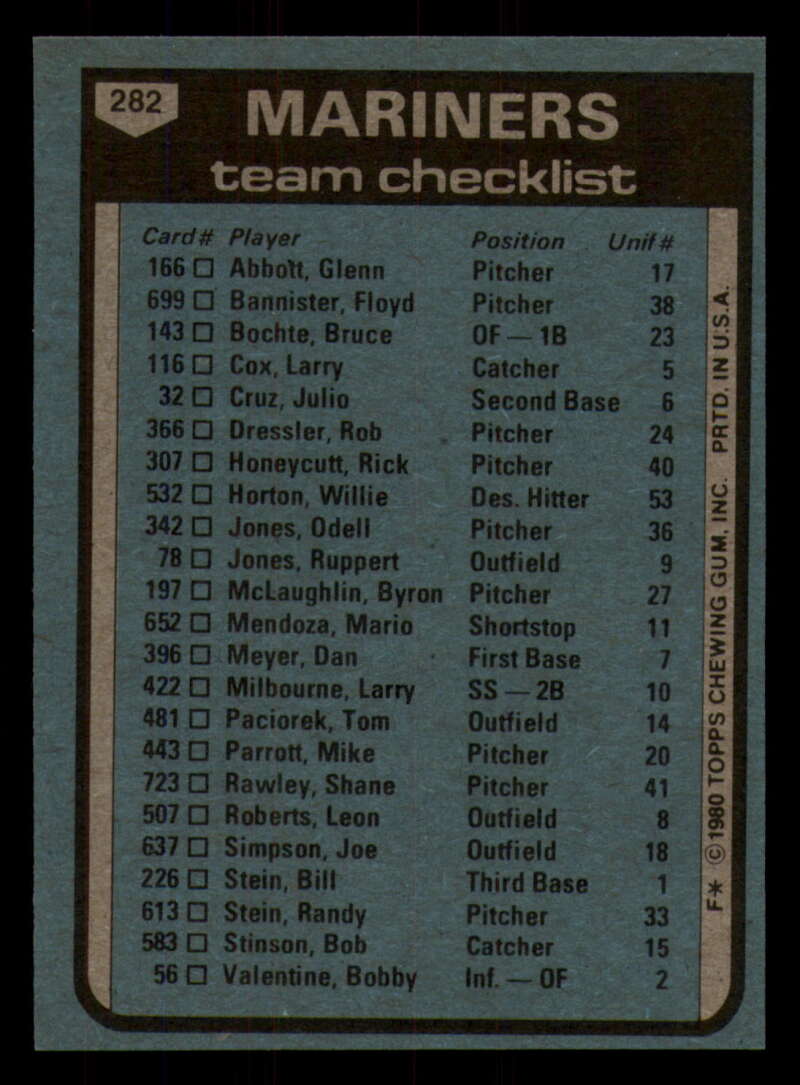 282
MARINERS
team checklist
Card# Player Position Unif#
166 □ Abbott, Glenn Pitcher 17
699 □ Bannister, Floyd Pitcher 38
143 □ Bochte, Bruce OF — 1B 23
116 □ Cox, Larry Catcher 5
32 □ Cruz, Julio Second Base 6
366 □ Dressler, Rob Pitcher 24
307 □ Honeycutt, Rick Pitcher 40
532 □ Horton, Willie Des. Hitter 53
342 □ Jones, Odell Pitcher 36
78 □ Jones, Ruppert Outfield 9
197 □ McLaughlin, Byron Pitcher 27
652 □ Mendoza, Mario Shortstop 11
396 □ Meyer, Dan First Base 7
422 □ Milbourne, Larry SS — 2B 10
481 □ Paciorek, Tom Outfield 14
443 □ Parrott, Mike Pitcher 20
723 □ Rawley, Shane Pitcher 41
507 □ Roberts, Leon Outfield 8
637 □ Simpson, Joe Outfield 18
226 □ Stein, Bill Third Base 1
613 □ Stein, Randy Pitcher 33
583 □ Stinson, Bob Catcher 15
56 □ Valentine, Bobby Inf. — OF 2
F* © 1980 TOPPS CHEWING GUM, INC. PRTD. IN U.S.A.